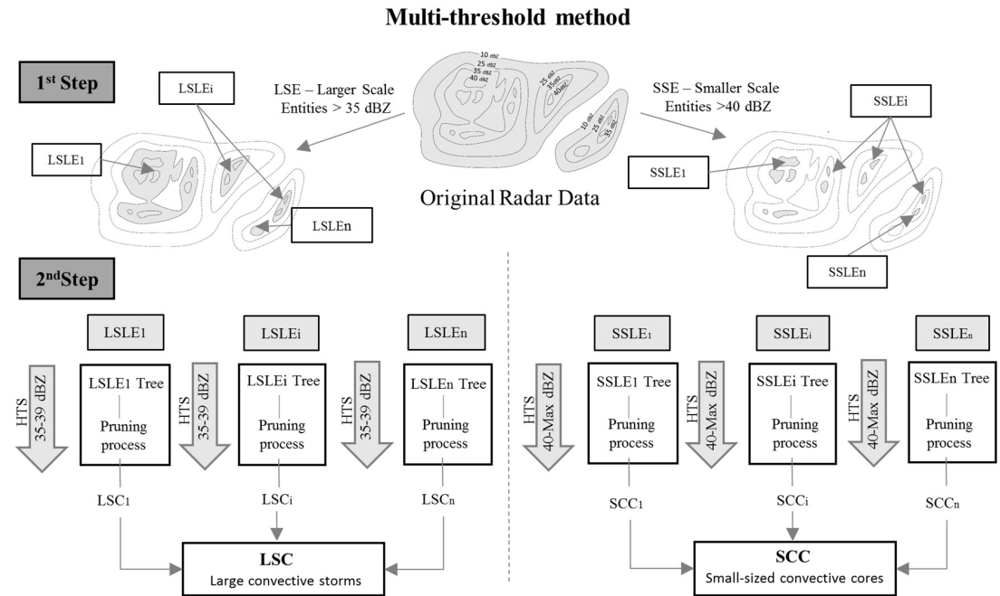 Multi-threshold method
1st Step
LSLEi
LSE – Larger Scale
Entities > 35 dBZ
10 dBZ
25 dBZ
35 dBZ
40 dBZ
25 dBZ
35dBZ
40dBZ
10 dBZ
25 dBZ
35 dBZ
SSE – Smaller Scale
Entities >40 dBZ
SSLEi
LSLE1
SSLE1
Original Radar Data
LSLEn
SSLEn
2ndStep
LSLE1
LSLEi
LSLEn
SSLE1
SSLEi
SSLEn
HTS
35-39 dBZ
LSLE1 Tree
Pruning
process
HTS
35-39 dBZ
LSLEi Tree
Pruning
process
HTS
35-39 dBZ
LSLEn Tree
Pruning
process
HTS
40-Max dBZ
SSLE1 Tree
Pruning
process
HTS
40-Max dBZ
SSLEi Tree
Pruning
process
HTS
40-Max dBZ
SSLEn Tree
Pruning
process
LSC1
LSCi
LSCn
SCC1
SCCi
SCCn
LSC
Large convective storms
SCC
Small-sized convective cores